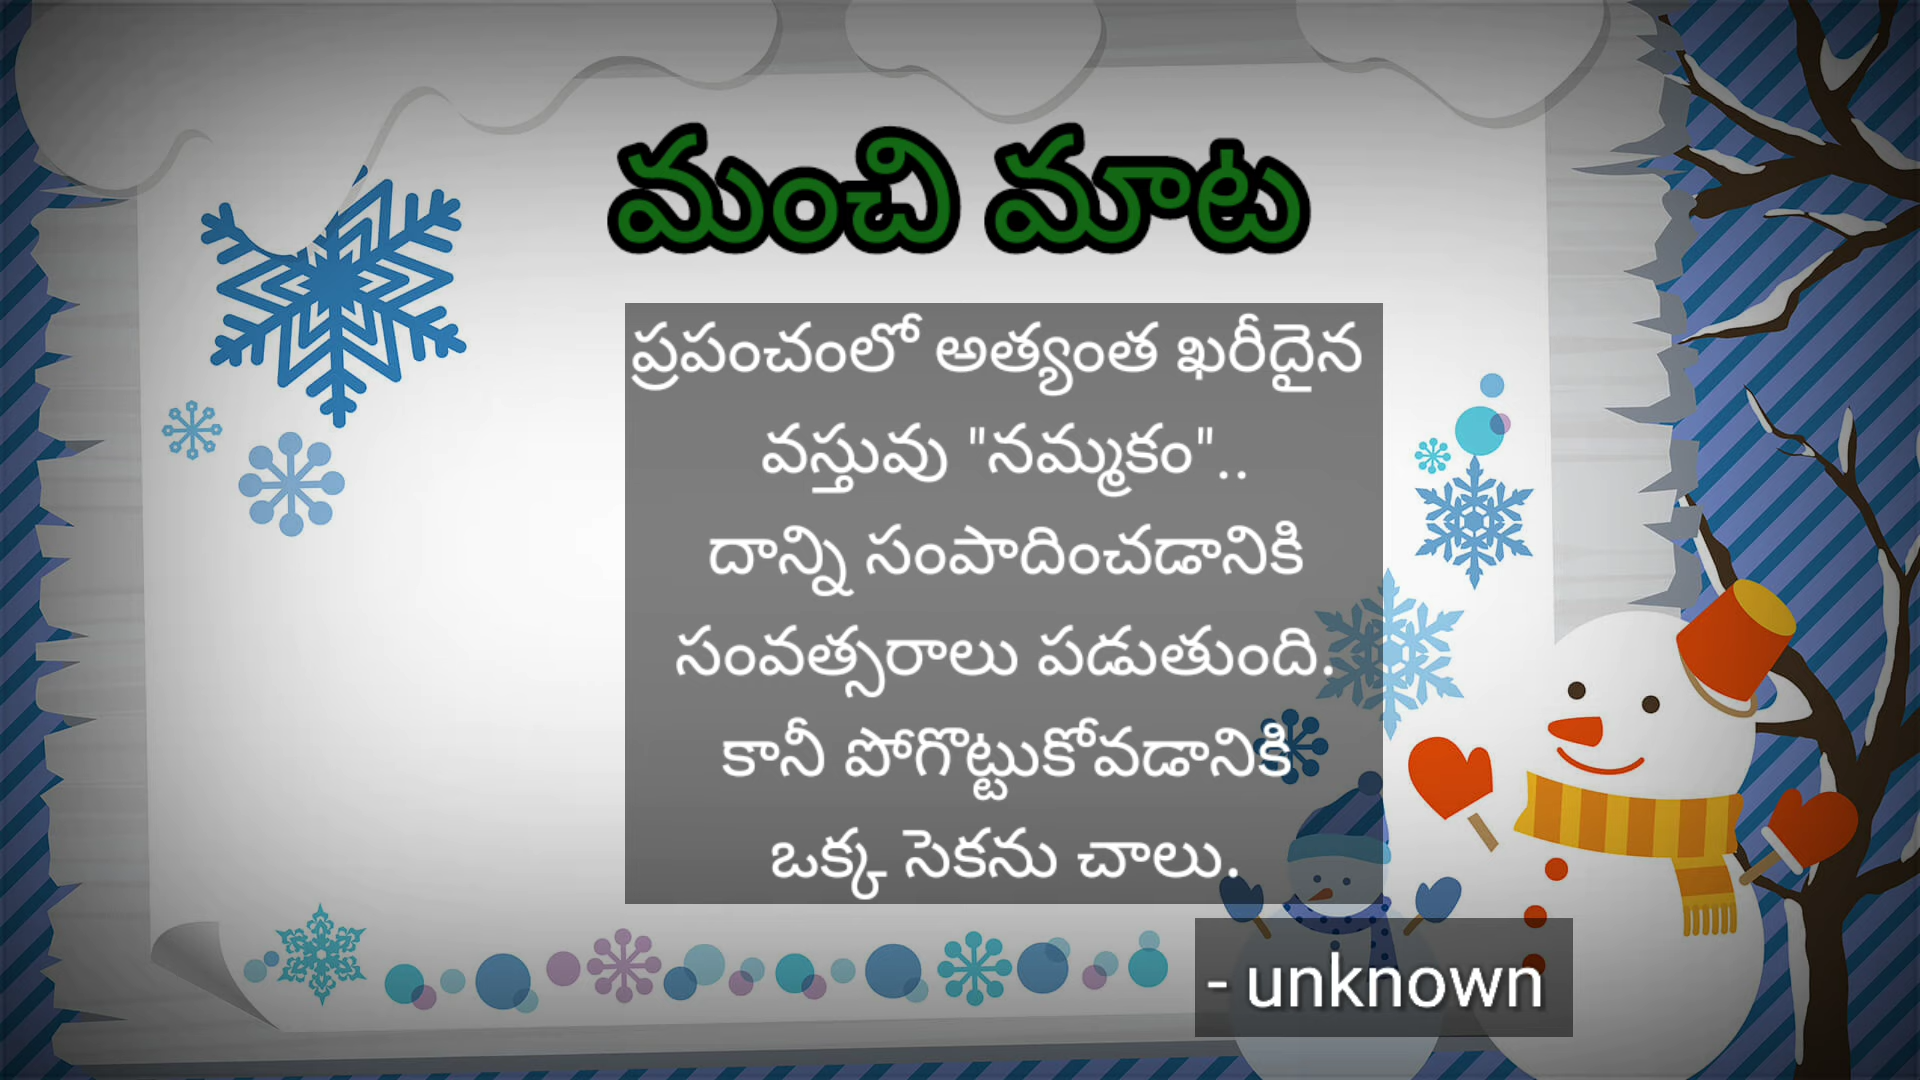 మంచి మాట
ప్రపంచంలో అత్యంత ఖరీదైన
వస్తువు "నమ్మకం"..
దాన్ని సంపాదించడానికి
సంవత్సరాలు పడుతుంది.
కానీ పోగొట్టుకోవడానికి
ఒక్క సెకను చాలు.
- unknown